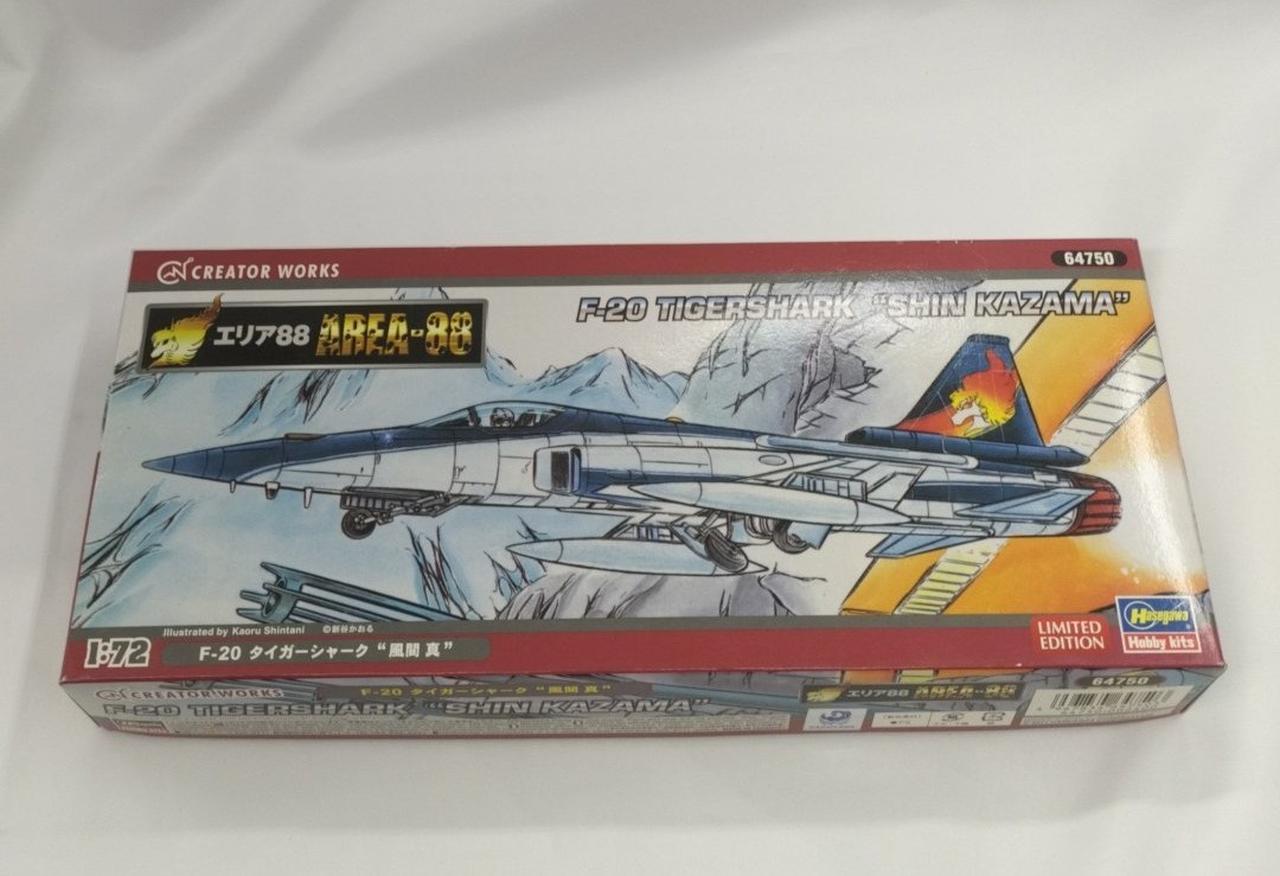 CREATOR WORKS
64750
エリア88 AREA-88
F-20 TIGERSHARK "SHIN KAZAMA"
Illustrated by Kaoru Shintani ©新谷かおる
1:72
F-20 タイガーシャーク “風間 真”
LIMITED EDITION
Hasegawa
Hobby kits
CREATOR WORKS
F-20 タイガーシャーク “風間 真”
エリア88 AREA-88
64750
F-20 TIGERSHARK "SHIN KAZAMA"